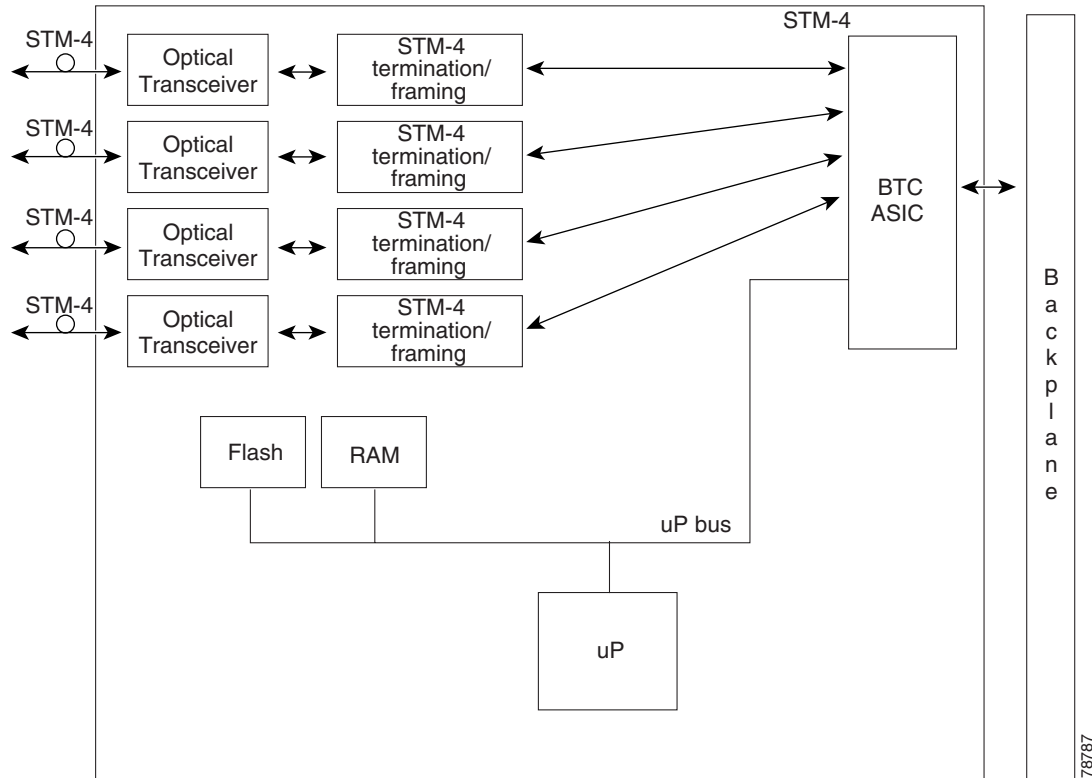 STM-4
STM-4
Optical
Transceiver
STM-4
termination/
framing
STM-4
Optical
Transceiver
STM-4
termination/
framing
BTC
ASIC
STM-4
Optical
Transceiver
STM-4
termination/
framing
STM-4
Optical
Transceiver
STM-4
termination/
framing
Backplane
Flash
RAM
uP bus
uP
78787